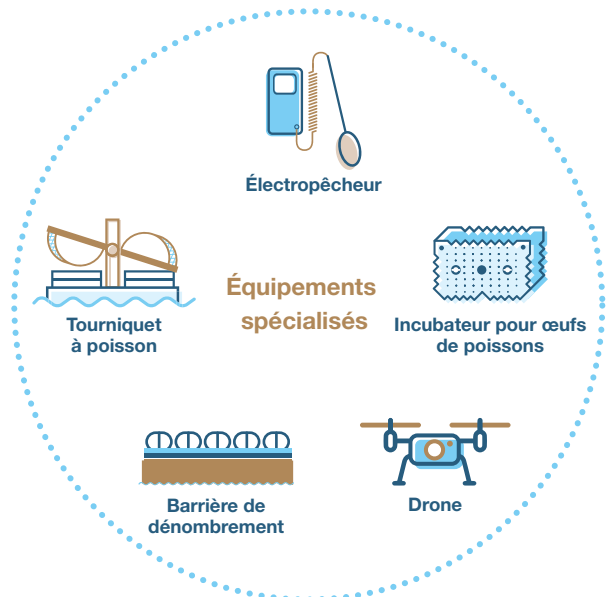 Électropêcheur
Équipements
spécialisés
Tourniquet
à poisson
Incubateur pour œufs
de poissons
Barrière de
dénombrement
Drone